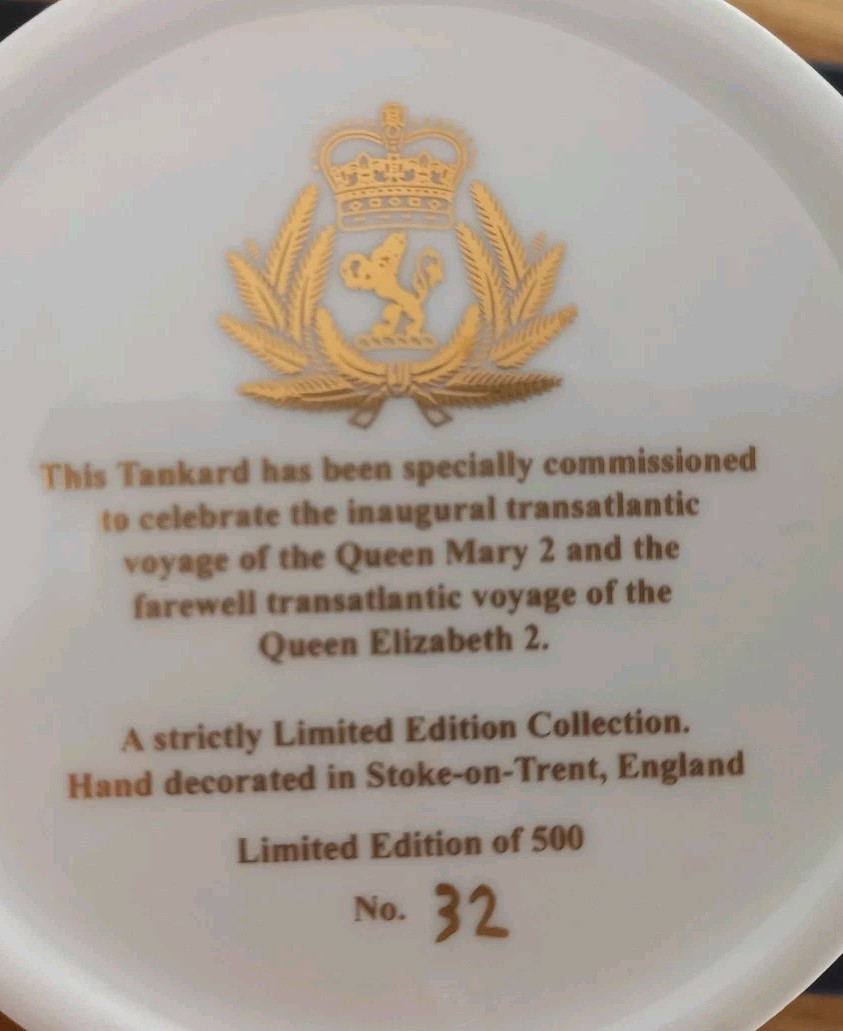 This Tankard has been specially commissioned
to celebrate the inaugural transatlantic
voyage of the Queen Mary 2 and the
farewell transatlantic voyage of the
Queen Elizabeth 2.
A strictly Limited Edition Collection.
Hand decorated in Stoke-on-Trent, England
Limited Edition of 500
No. 32